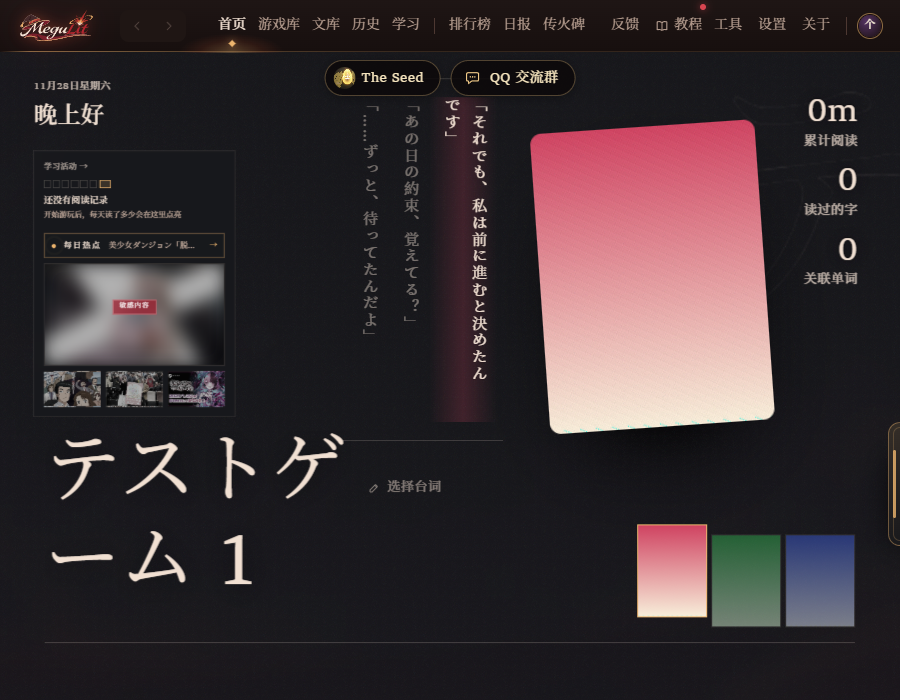 首页 游戏库 文库 历史 学习 排行榜 日报 传火碑 反馈 教程 工具 设置 关于 个
The Seed QQ 交流群
11月28日星期六
晚上好
学习活动 →
还没有阅读记录
开始游玩后，每天读了多少会在这里点亮
每日热点 美少女ダンジョン「脱… →
敏感内容
「それでも、私は前に進むと決めたん
です」
「あの日の約束、覚えてる？」
「……ずっと、待ってたんだよ」
0m
累计阅读
0
读过的字
0
关联单词
テストゲ
ーム 1
选择台词